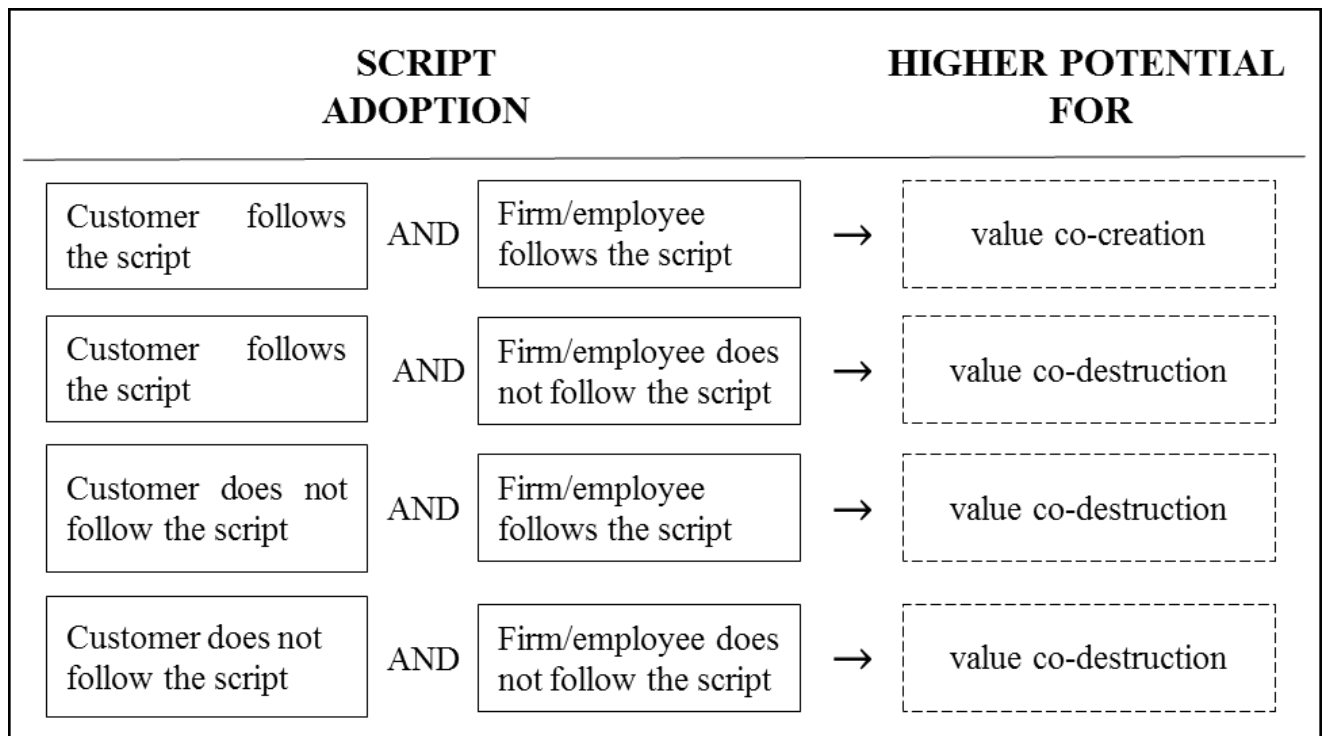 SCRIPT
ADOPTION
HIGHER POTENTIAL
FOR
Customer follows
the script
AND
Firm/employee
follows the script
→
value co-creation
Customer follows
the script
AND
Firm/employee does
not follow the script
→
value co-destruction
Customer does not
follow the script
AND
Firm/employee
follows the script
→
value co-destruction
Customer does not
follow the script
AND
Firm/employee does
not follow the script
→
value co-destruction